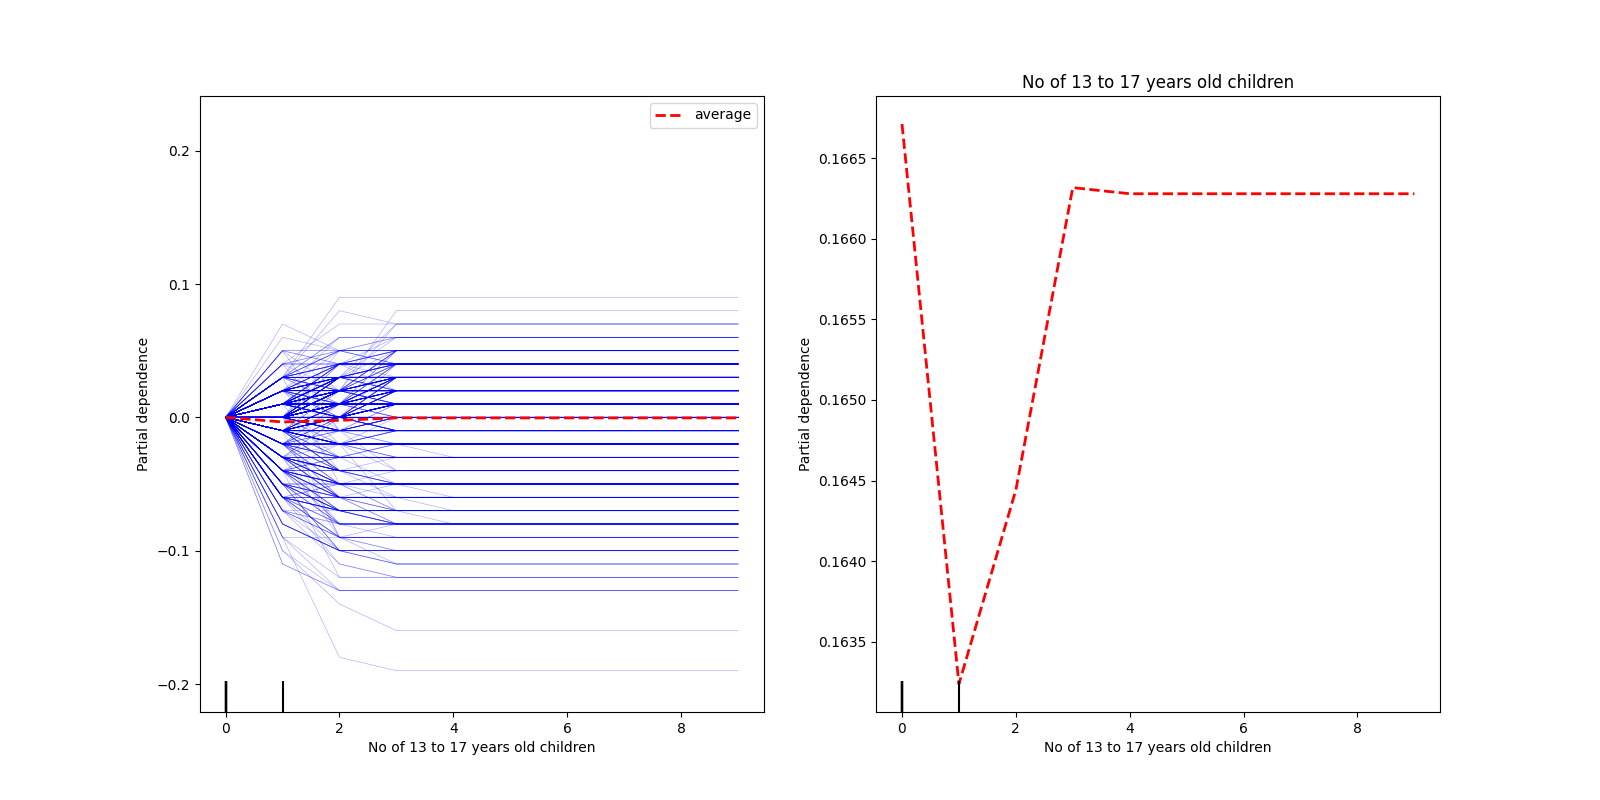 average
0.2
0.1
0.0
−0.1
−0.2
Partial dependence
0 2 4 6 8
No of 13 to 17 years old children
No of 13 to 17 years old children
0.1665
0.1660
0.1655
0.1650
0.1645
0.1640
0.1635
Partial dependence
0 2 4 6 8
No of 13 to 17 years old children